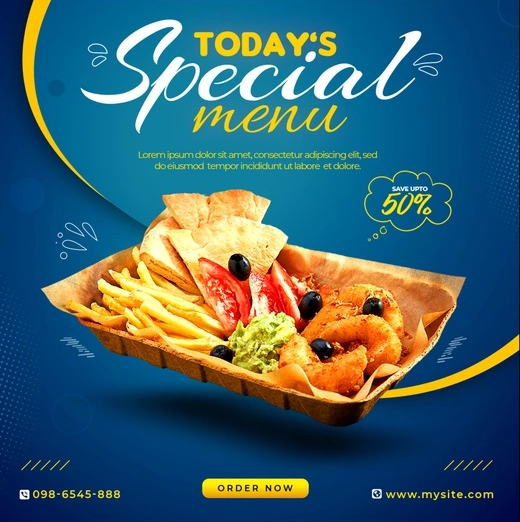 TODAY'S
Special
menu
Lorem ipsum dolor sit amet, consectetur adipiscing elit, sed
do eiusmod tempor incididunt ut labore et dolore.
SAVE UPTO
50%
ORDER NOW
098-6545-888
www.mysite.com